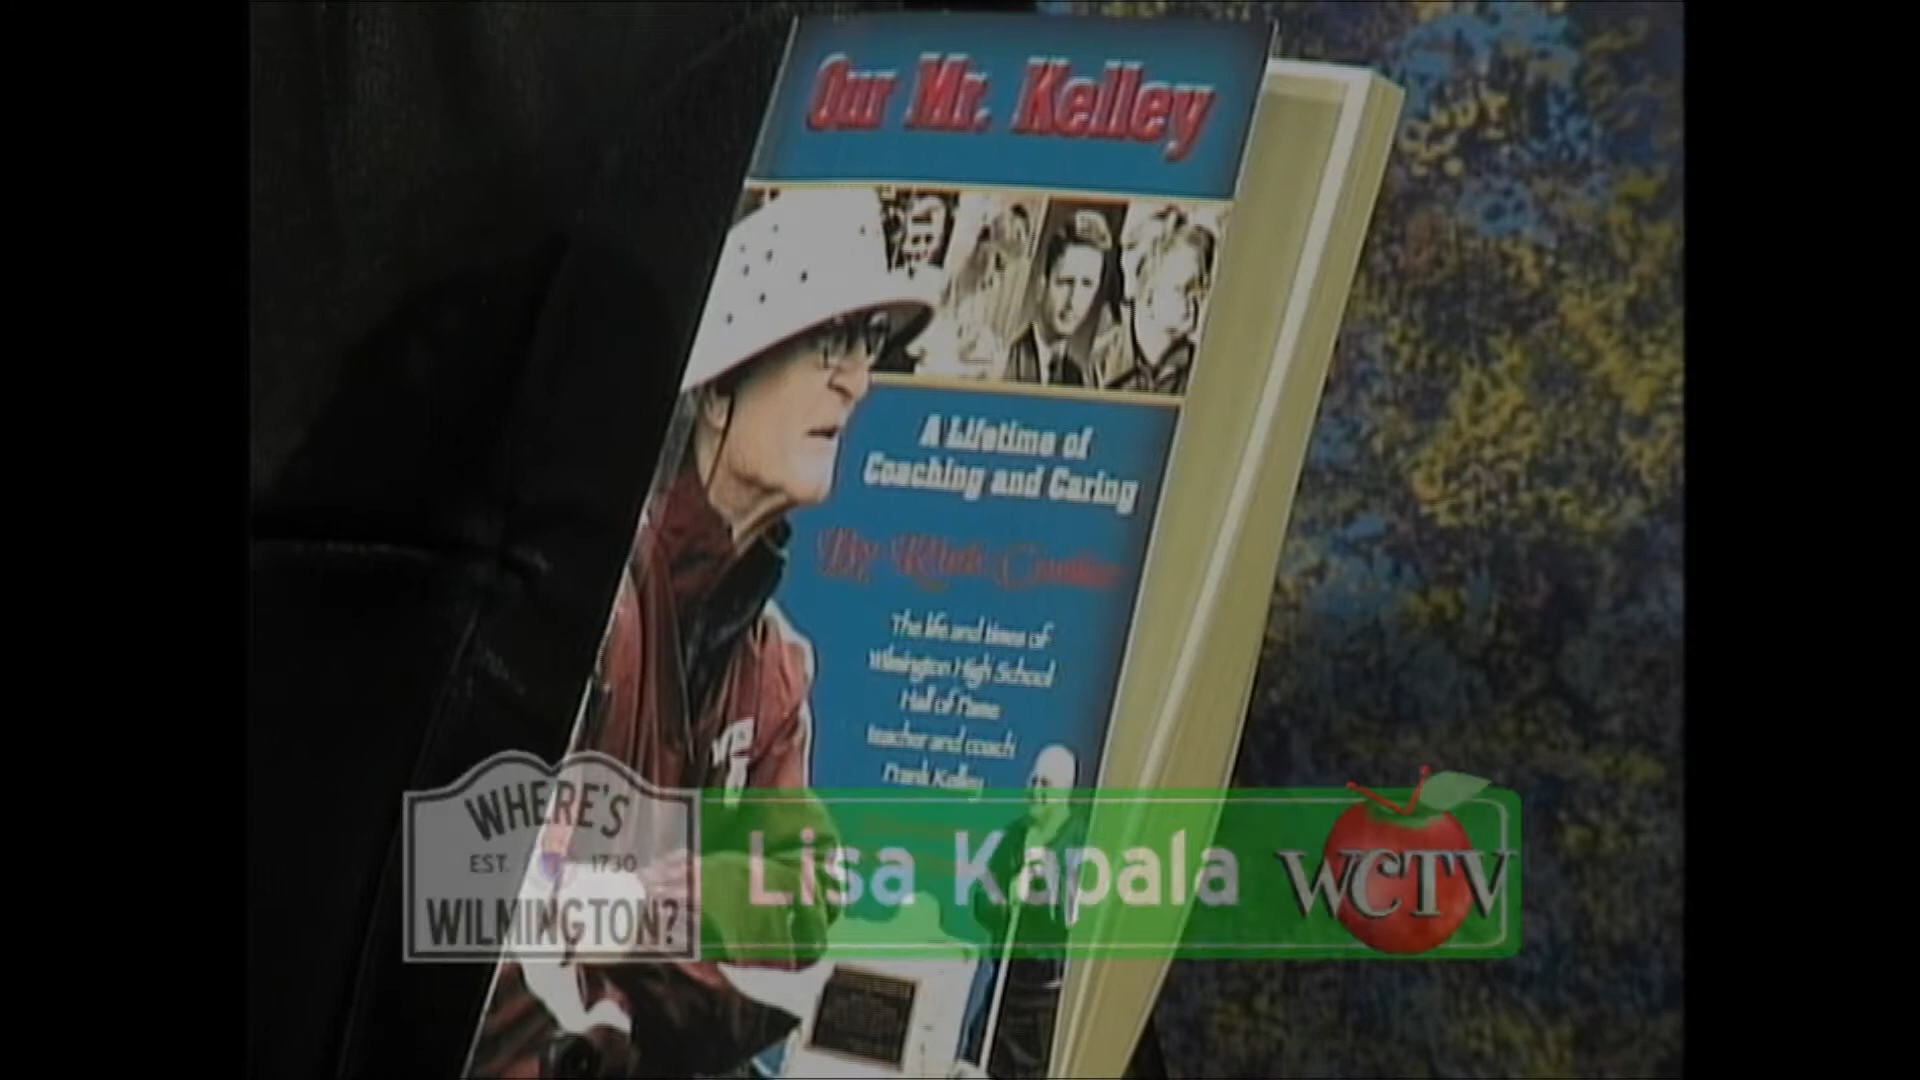 Our Mr. Kelley
A Lifetime of
Coaching and Caring
The life and times of
Wilmington High School
Hall of Fame
teacher and coach
Frank Kelley
WHERE'S
EST. 1730
WILMINGTON?
Lisa Kapala
WCTV